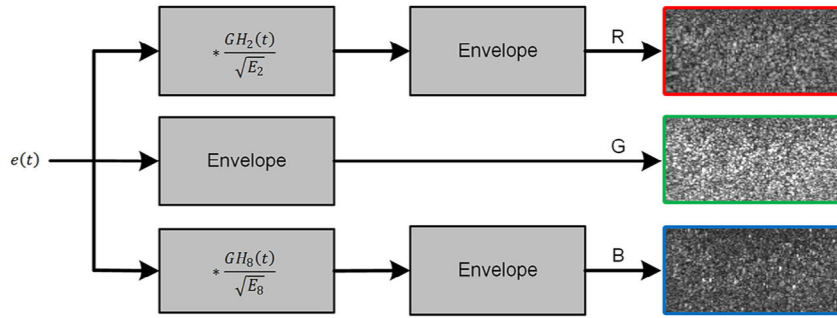 * GH₂(t) / √E₂
Envelope
R
e(t)
Envelope
G
* GH₈(t) / √E₈
Envelope
B